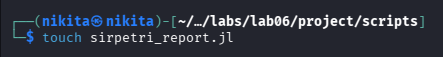 ┌──(nikita㉿nikita)-[~/…/labs/lab06/project/scripts]
└─$ touch sirpetri_report.jl